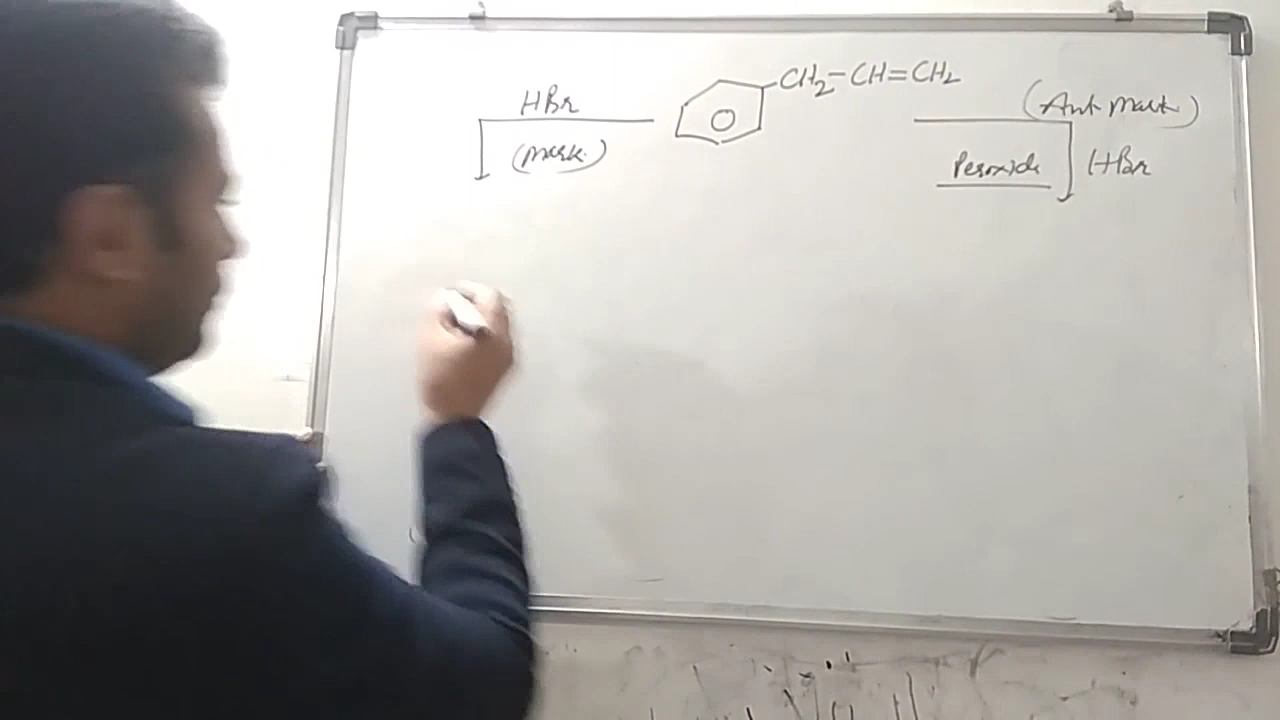 CH2-CH=CH2
HBr
(Mark.)
(Anti Mark.)
Peroxide
HBr